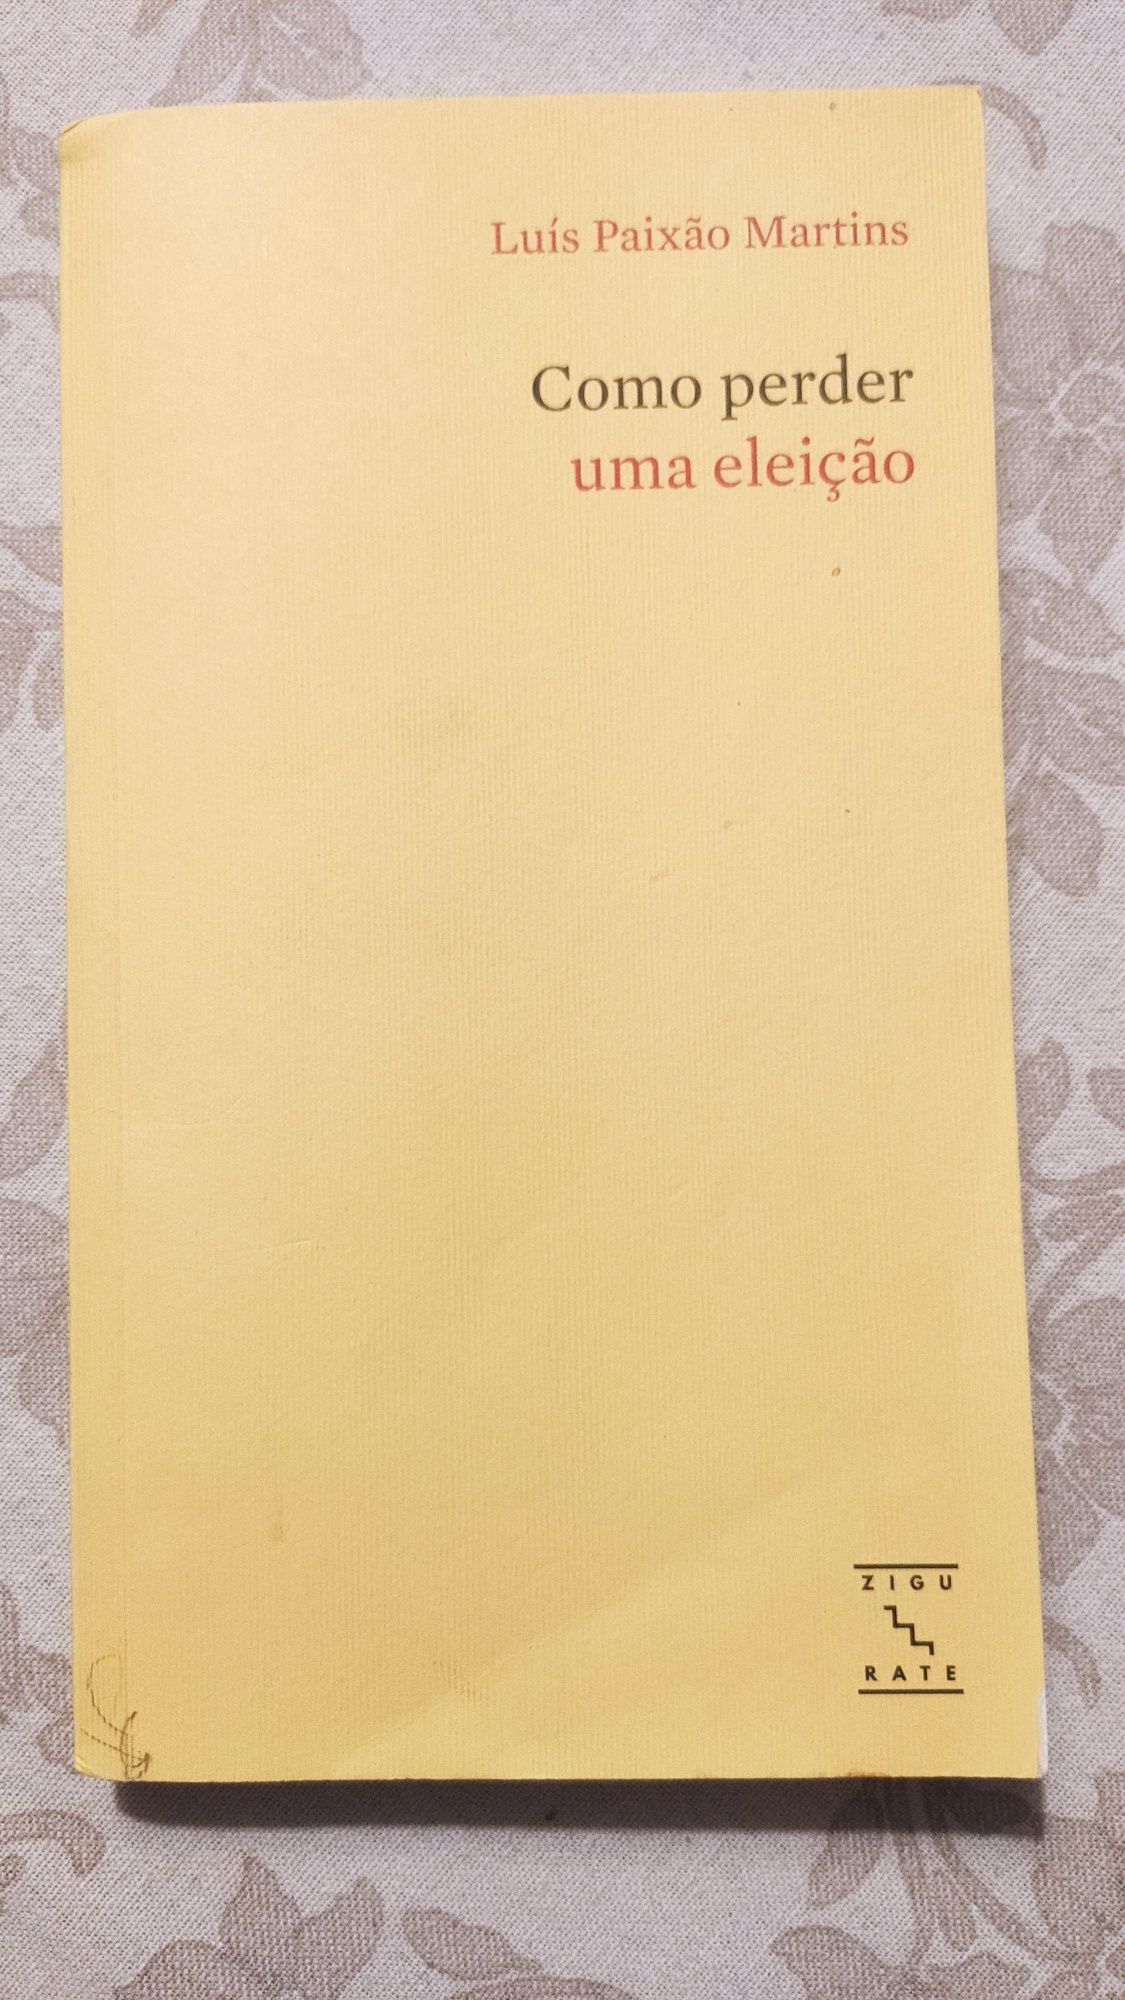 Luís Paixão Martins
Como perder
uma eleição
ZIGU
RATE